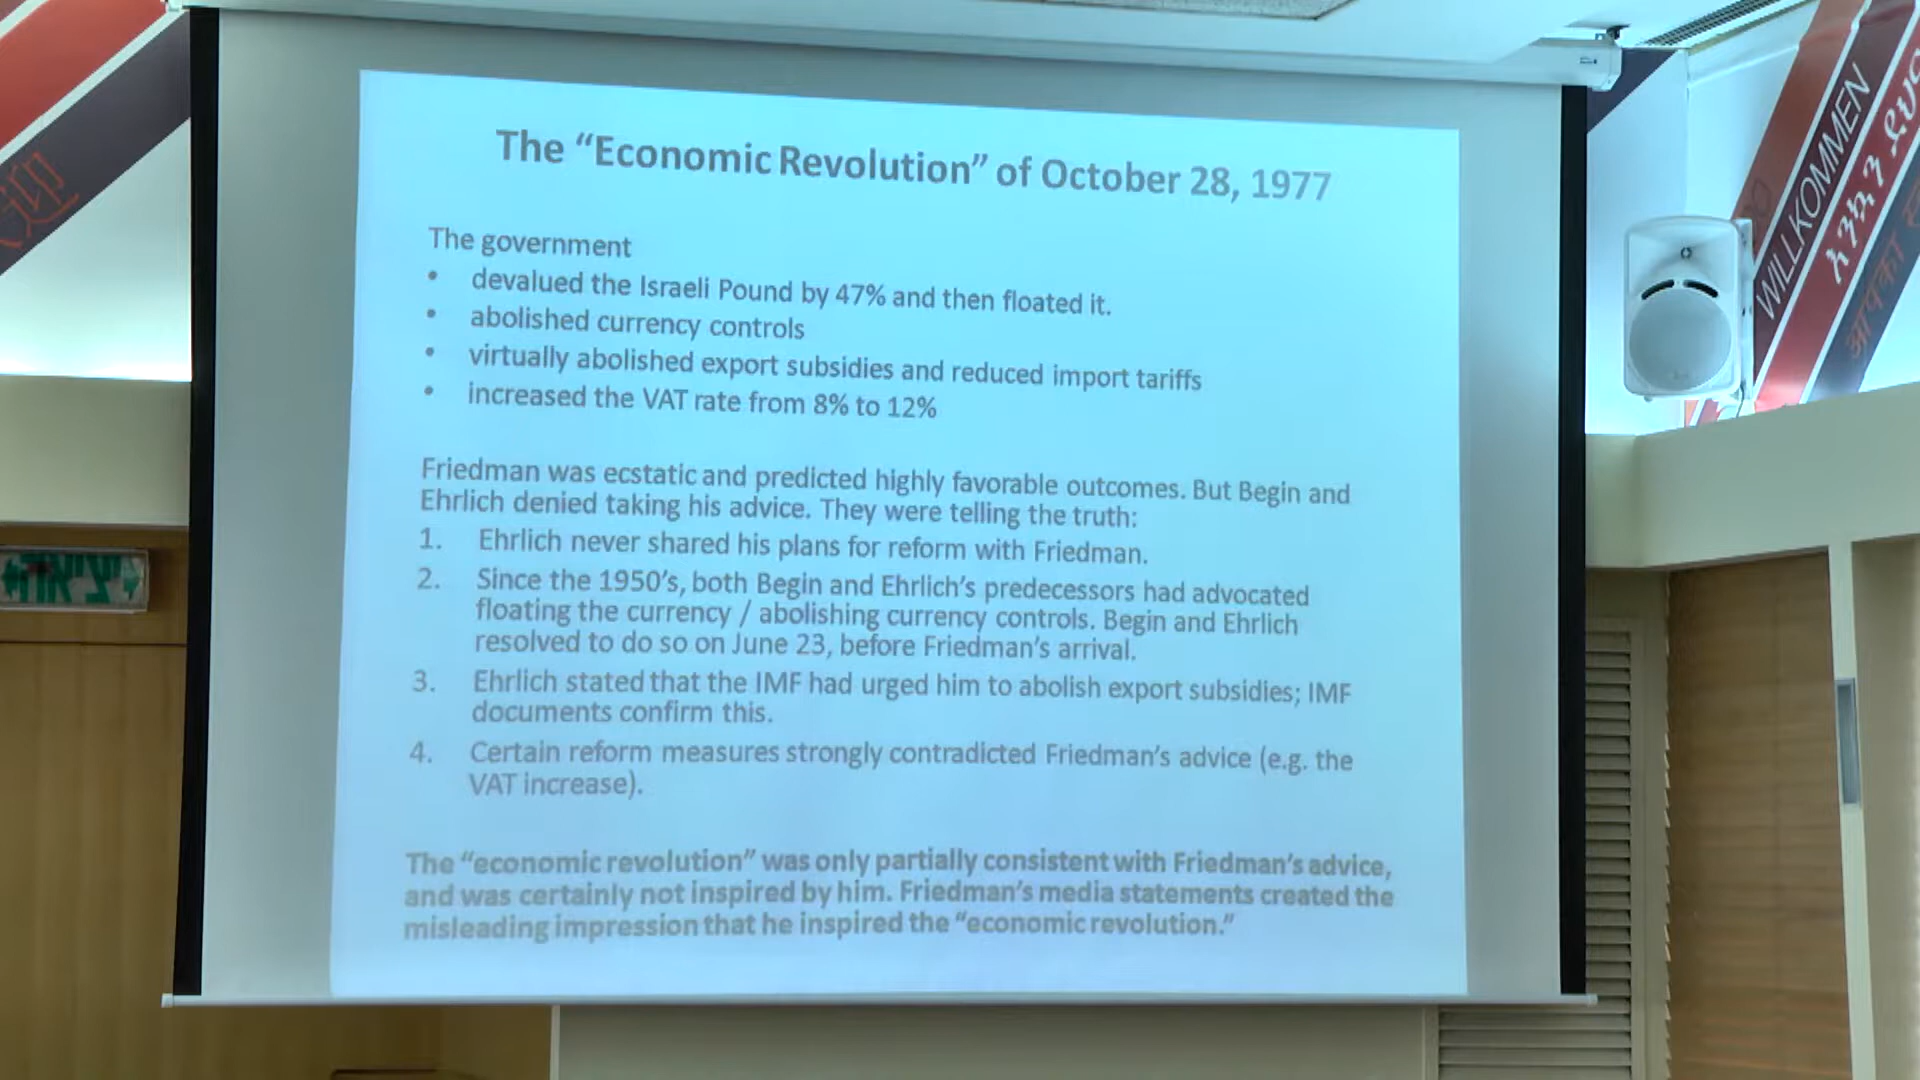 The “Economic Revolution” of October 28, 1977
The government
• devalued the Israeli Pound by 47% and then floated it.
• abolished currency controls
• virtually abolished export subsidies and reduced import tariffs
• increased the VAT rate from 8% to 12%
Friedman was ecstatic and predicted highly favorable outcomes. But Begin and
Ehrlich denied taking his advice. They were telling the truth:
1. Ehrlich never shared his plans for reform with Friedman.
2. Since the 1950’s, both Begin and Ehrlich’s predecessors had advocated
floating the currency / abolishing currency controls. Begin and Ehrlich
resolved to do so on June 23, before Friedman’s arrival.
3. Ehrlich stated that the IMF had urged him to abolish export subsidies; IMF
documents confirm this.
4. Certain reform measures strongly contradicted Friedman’s advice (e.g. the
VAT increase).
The “economic revolution” was only partially consistent with Friedman’s advice,
and was certainly not inspired by him. Friedman’s media statements created the
misleading impression that he inspired the “economic revolution.”
迎
יציאה
WILLKOMMEN
እንኳን ደህና
आपका